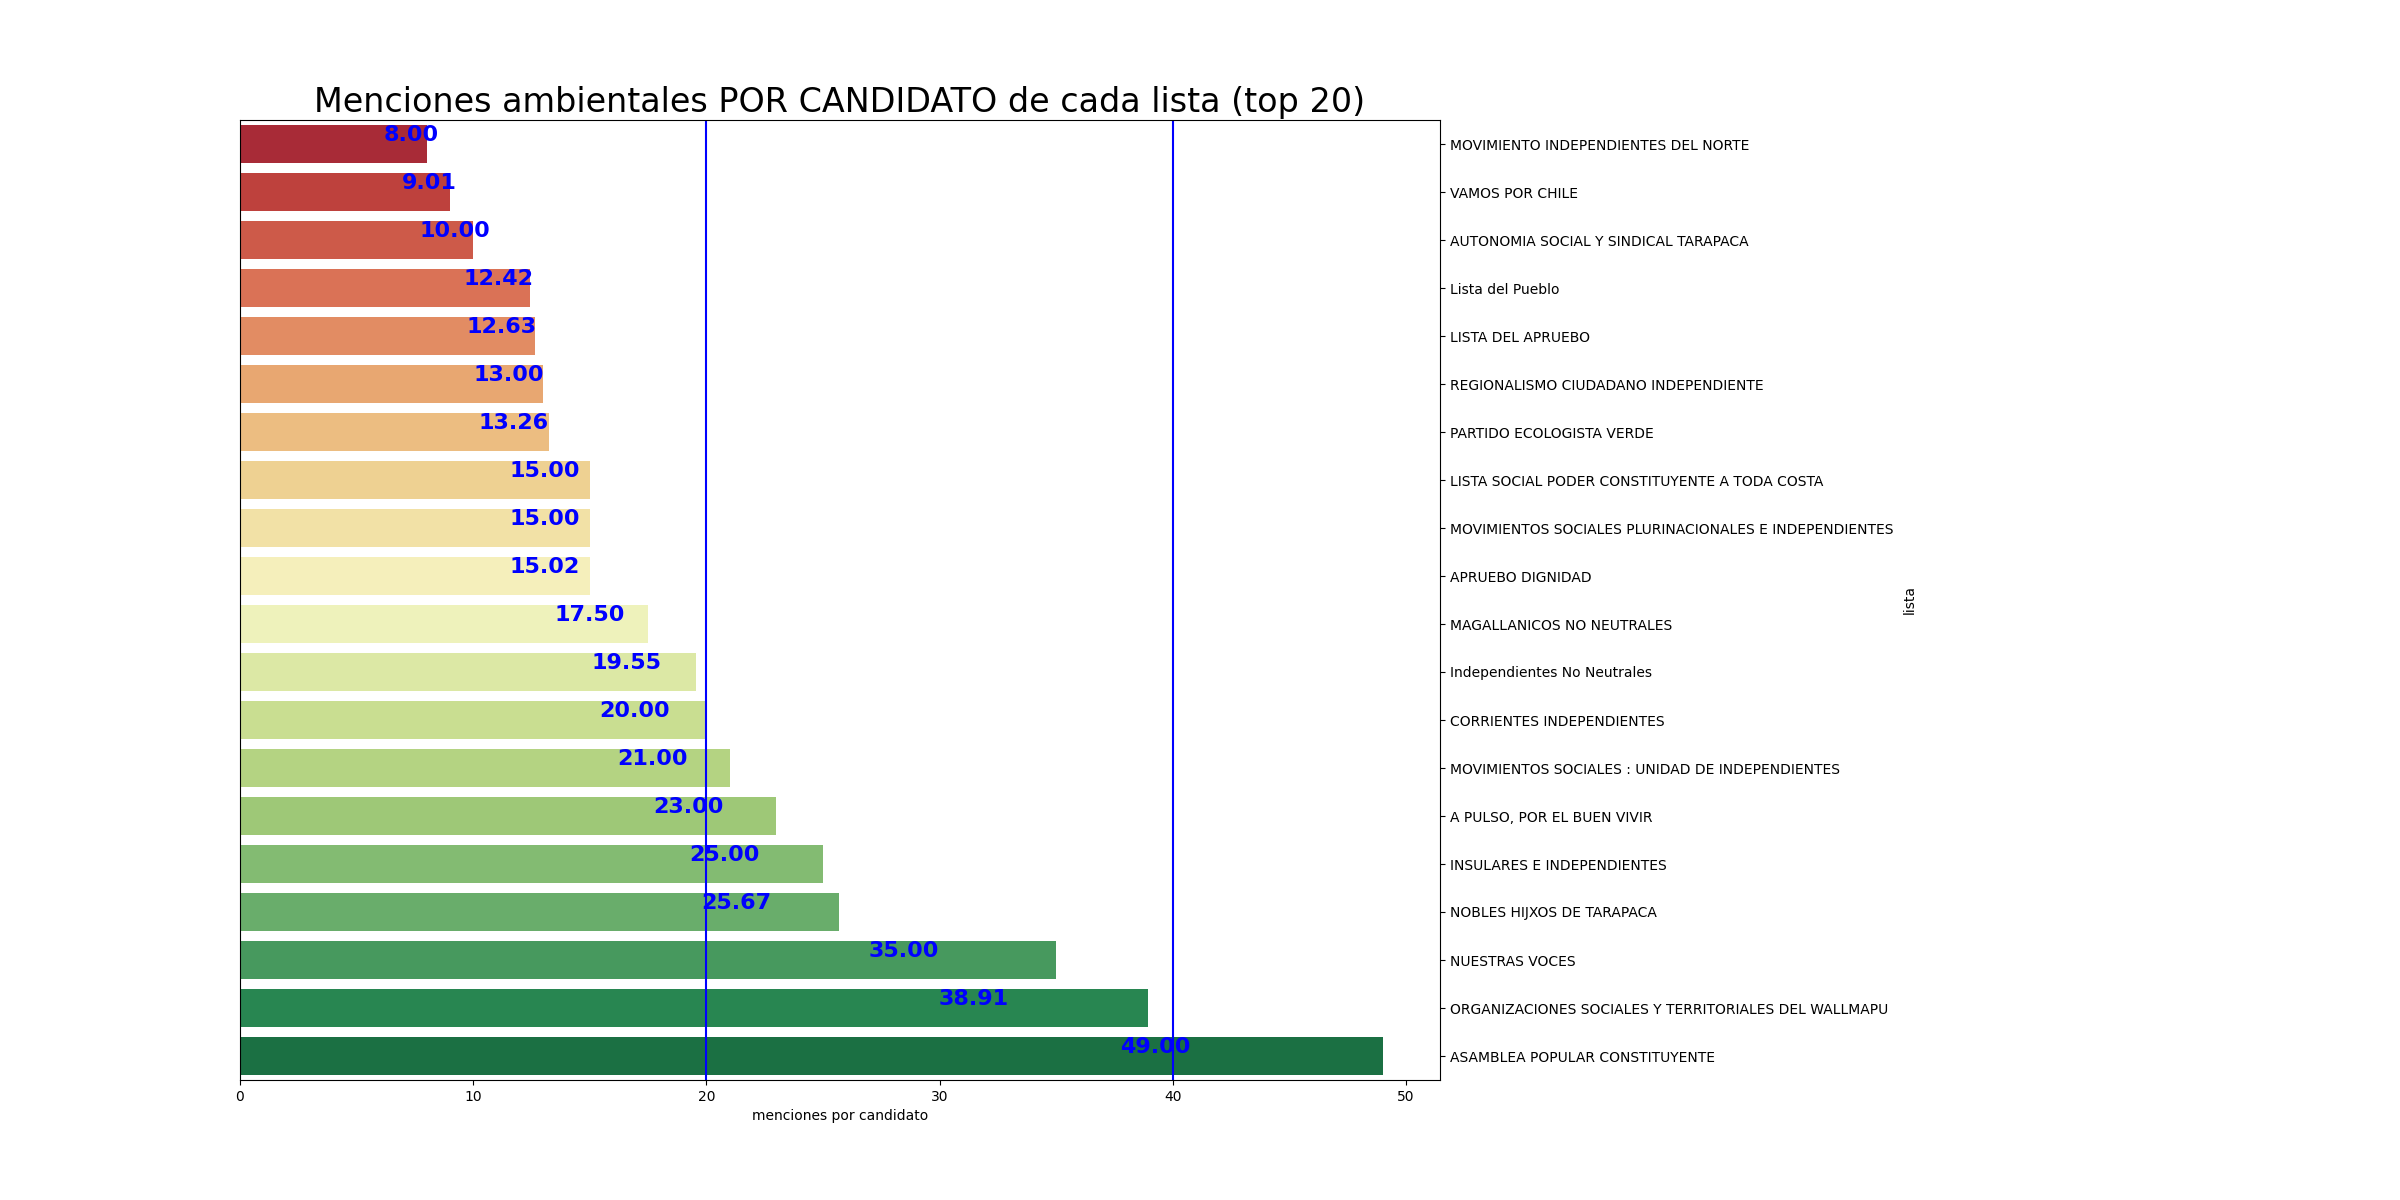 Menciones ambientales POR CANDIDATO de cada lista (top 20)
8.00 MOVIMIENTO INDEPENDIENTES DEL NORTE
9.01 VAMOS POR CHILE
10.00 AUTONOMIA SOCIAL Y SINDICAL TARAPACA
12.42 Lista del Pueblo
12.63 LISTA DEL APRUEBO
13.00 REGIONALISMO CIUDADANO INDEPENDIENTE
13.26 PARTIDO ECOLOGISTA VERDE
15.00 LISTA SOCIAL PODER CONSTITUYENTE A TODA COSTA
15.00 MOVIMIENTOS SOCIALES PLURINACIONALES E INDEPENDIENTES
15.02 APRUEBO DIGNIDAD
17.50 MAGALLANICOS NO NEUTRALES
19.55 Independientes No Neutrales
20.00 CORRIENTES INDEPENDIENTES
21.00 MOVIMIENTOS SOCIALES : UNIDAD DE INDEPENDIENTES
23.00 A PULSO, POR EL BUEN VIVIR
25.00 INSULARES E INDEPENDIENTES
25.67 NOBLES HIJXOS DE TARAPACA
35.00 NUESTRAS VOCES
38.91 ORGANIZACIONES SOCIALES Y TERRITORIALES DEL WALLMAPU
49.00 ASAMBLEA POPULAR CONSTITUYENTE
lista
0 10 20 30 40 50
menciones por candidato